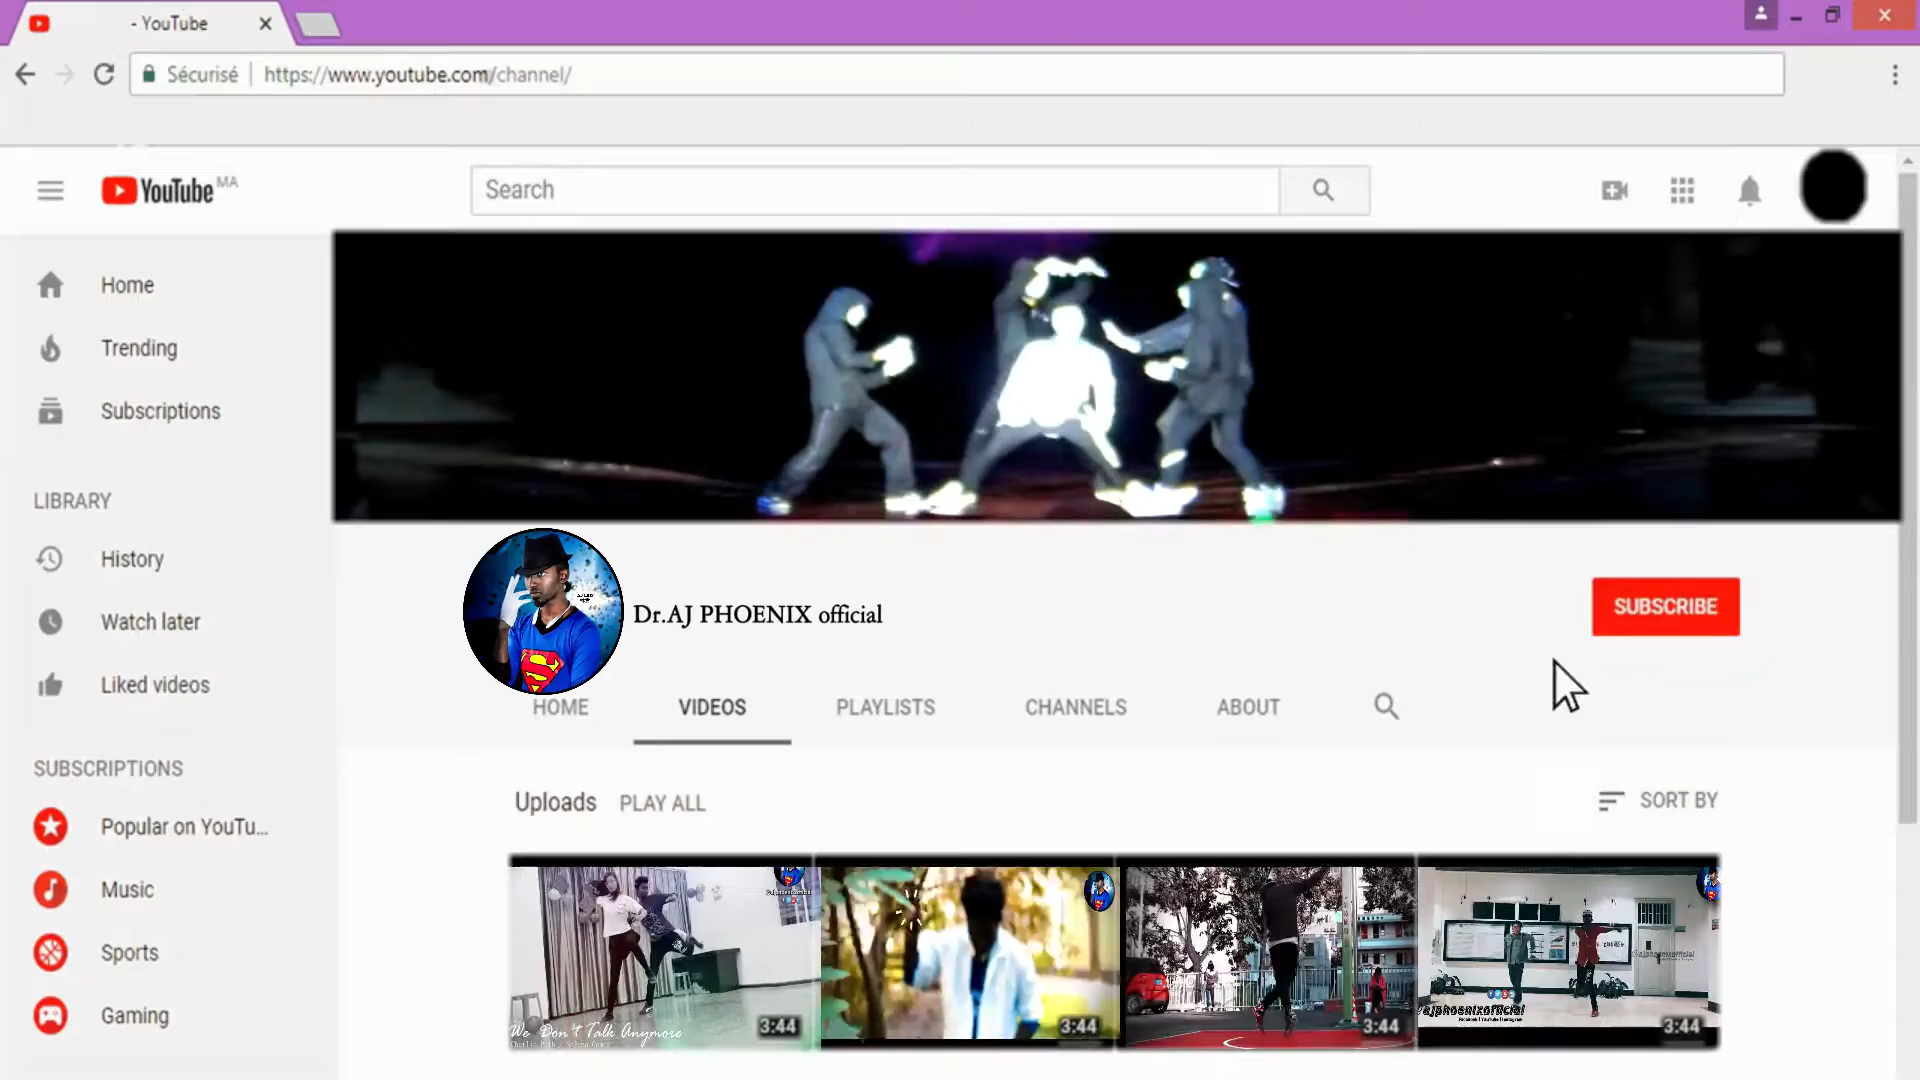 - YouTube
Sécurisé
https://www.youtube.com/channel/
YouTube MA
Search
Home
Trending
Subscriptions
LIBRARY
History
Watch later
Liked videos
SUBSCRIPTIONS
Popular on YouTu...
Music
Sports
Gaming
Dr.AJ PHOENIX official
SUBSCRIBE
HOME
VIDEOS
PLAYLISTS
CHANNELS
ABOUT
Uploads
PLAY ALL
SORT BY
We Don't Talk Anymore
3:44
3:44
3:44
@ajphoenixofficial
3:44